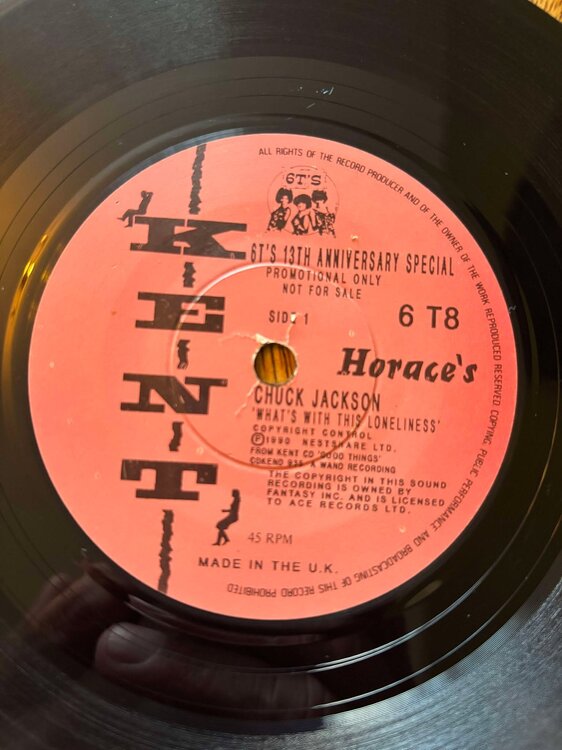 ALL RIGHTS OF THE RECORD PRODUCER AND OF THE OWNER OF THE WORK REPRODUCED RESERVED COPYING, PUBLIC PERFORMANCE AND BROADCASTING OF THIS RECORD PROHIBITED
6T'S
KENT
6T'S 13TH ANNIVERSARY SPECIAL
PROMOTIONAL ONLY
NOT FOR SALE
SIDE 1
6 T8
Horace's
CHUCK JACKSON
'WHAT'S WITH THIS LONELINESS'
COPYRIGHT CONTROL
℗1990 NESTSHARE LTD.
FROM KENT CD 'GOOD THINGS'
CDKEND 935. A WAND RECORDING
THE COPYRIGHT IN THIS SOUND
RECORDING IS OWNED BY
FANTASY INC. AND IS LICENSED
TO ACE RECORDS LTD.
45 RPM
MADE IN THE U.K.